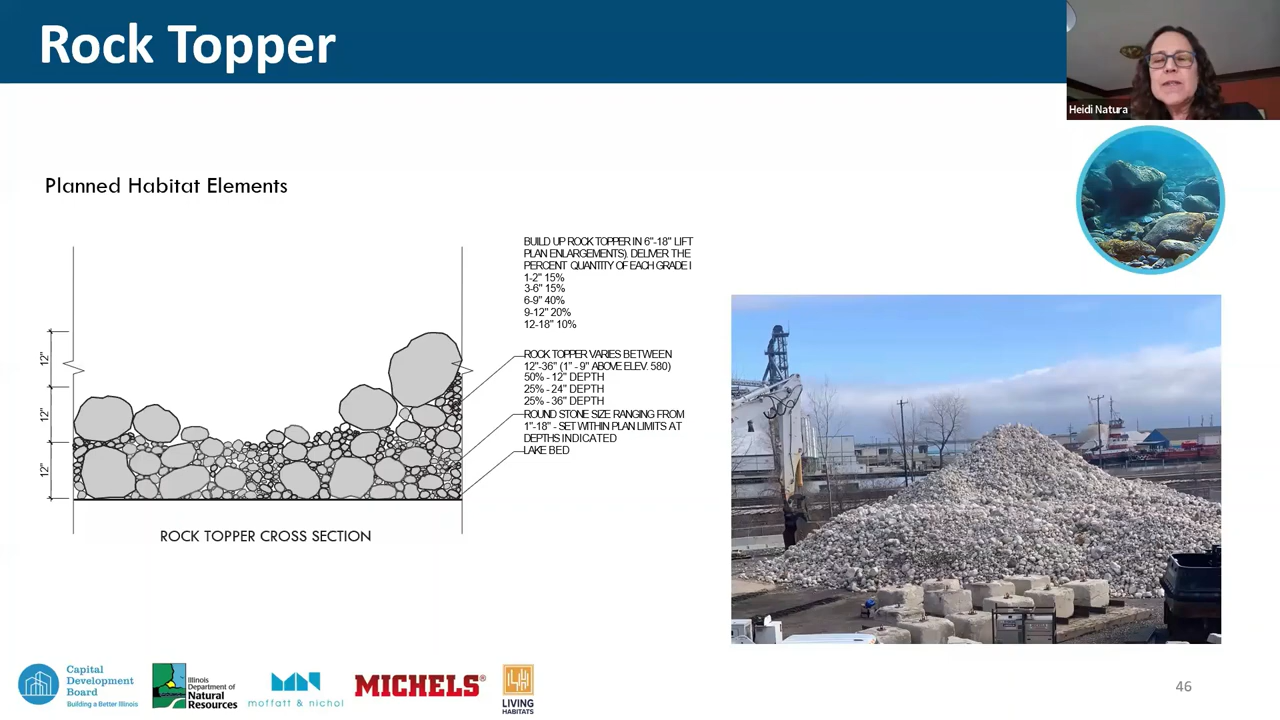 Rock Topper
Heidi Natura
Planned Habitat Elements
BUILD UP ROCK TOPPER IN 6"-18" LIFT
PLAN ENLARGEMENTS). DELIVER THE
PERCENT QUANTITY OF EACH GRADE I
1-2" 15%
3-6" 15%
6-9" 40%
9-12" 20%
12-18" 10%
ROCK TOPPER VARIES BETWEEN
12"-36" (1" - 9" ABOVE ELEV. 580)
50% - 12" DEPTH
25% - 24" DEPTH
25% - 36" DEPTH
ROUND STONE SIZE RANGING FROM
1"-18" - SET WITHIN PLAN LIMITS AT
DEPTHS INDICATED
LAKE BED
12"
12"
12"
ROCK TOPPER CROSS SECTION
Capital
Development
Board
Building a Better Illinois
Illinois
Department of
Natural
Resources
moffatt & nichol
MICHELS®
LIVING
HABITATS
46